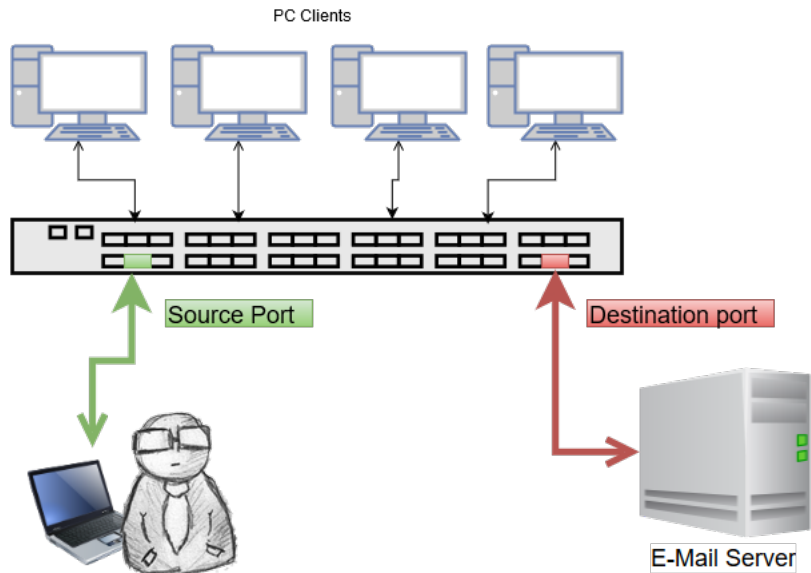 PC Clients
Source Port
Destination port
E-Mail Server